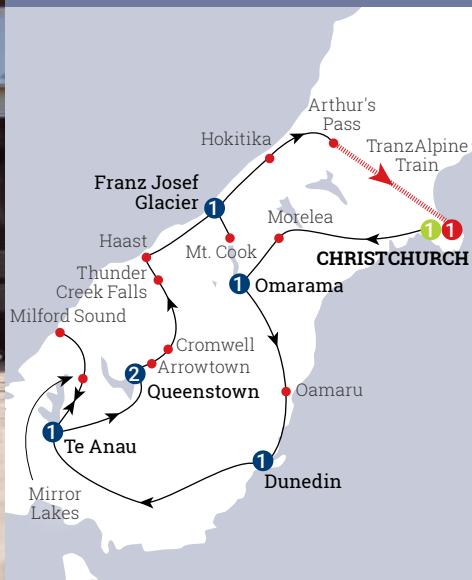 Arthur's
Pass
Hokitika
TranzAlpine
Train
Franz Josef
Glacier
1
Morelea
1 1
Haast
Mt. Cook
CHRISTCHURCH
Thunder
Creek Falls
1
Omarama
Milford Sound
Cromwell
Arrowtown
2
Queenstown
Oamaru
1
Te Anau
1
Dunedin
Mirror
Lakes